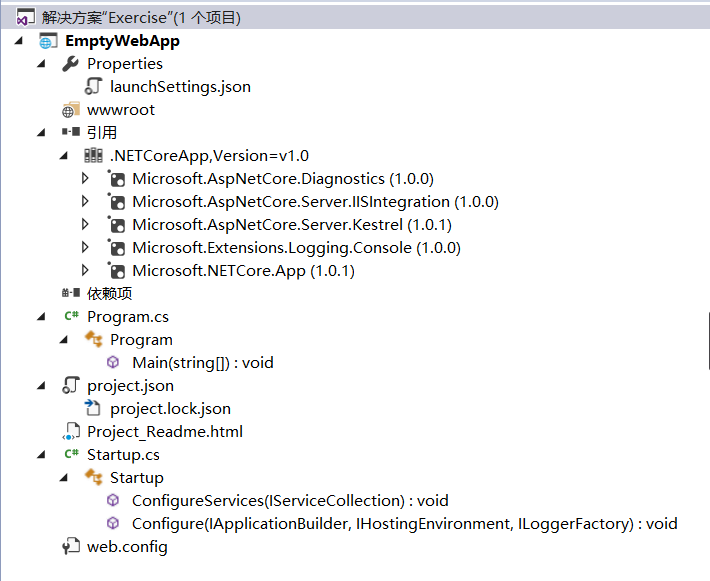 解决方案“Exercise”(1 个项目)
EmptyWebApp
Properties
launchSettings.json
wwwroot
引用
.NETCoreApp,Version=v1.0
Microsoft.AspNetCore.Diagnostics (1.0.0)
Microsoft.AspNetCore.Server.IISIntegration (1.0.0)
Microsoft.AspNetCore.Server.Kestrel (1.0.1)
Microsoft.Extensions.Logging.Console (1.0.0)
Microsoft.NETCore.App (1.0.1)
依赖项
C# Program.cs
Program
Main(string[]) : void
project.json
project.lock.json
Project_Readme.html
C# Startup.cs
Startup
ConfigureServices(IServiceCollection) : void
Configure(IApplicationBuilder, IHostingEnvironment, ILoggerFactory) : void
web.config